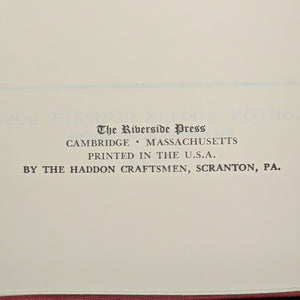 The Riverside Press
CAMBRIDGE · MASSACHUSETTS
PRINTED IN THE U.S.A.
BY THE HADDON CRAFTSMEN, SCRANTON, PA.